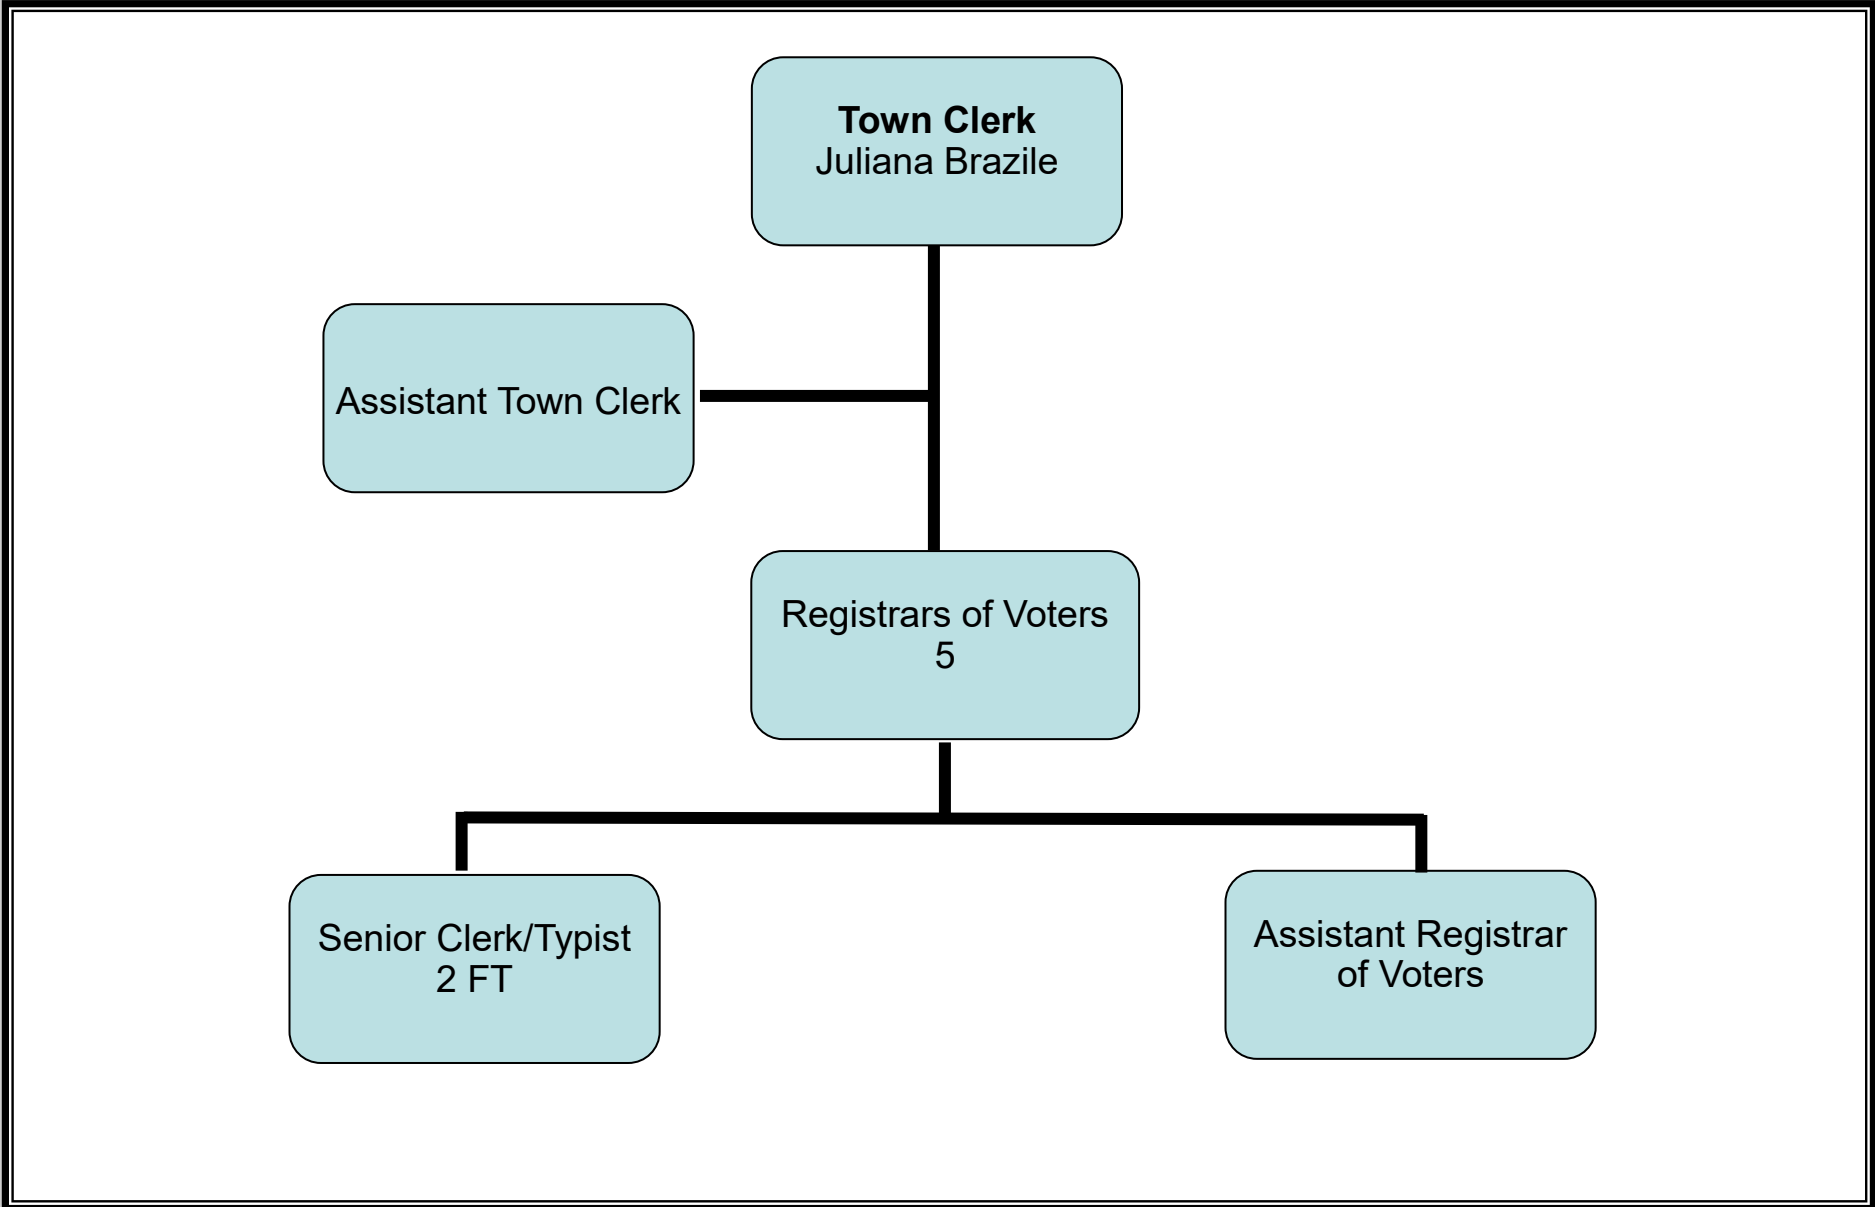 Town Clerk
Juliana Brazile
Assistant Town Clerk
Registrars of Voters
5
Senior Clerk/Typist
2 FT
Assistant Registrar
of Voters